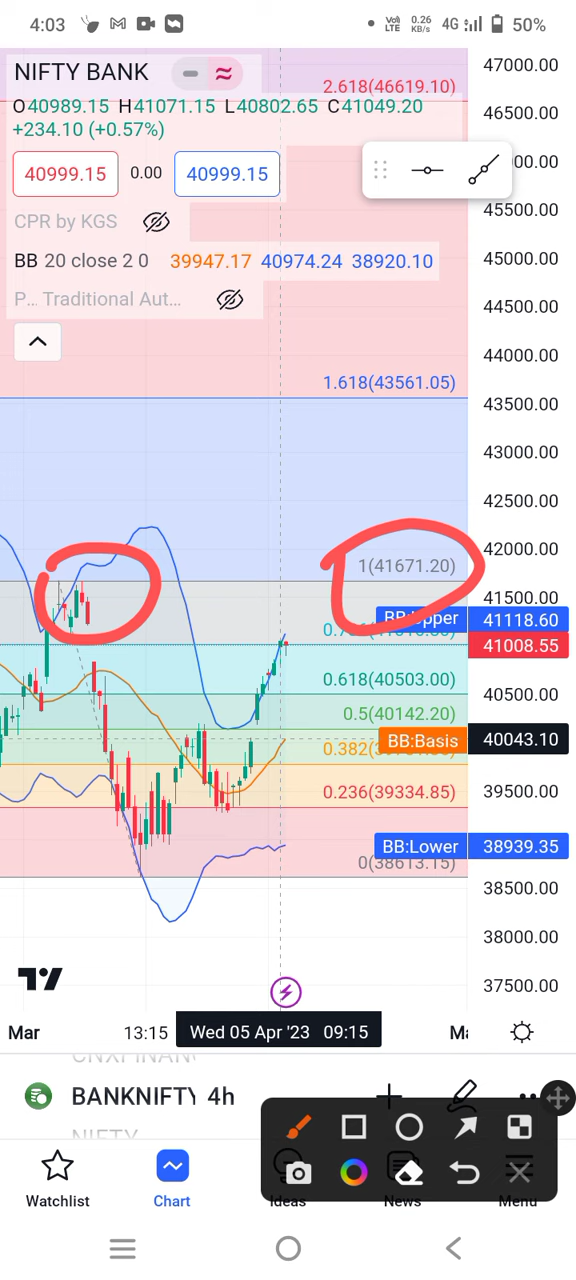 4:03 Vo) LTE 0.26 KB/s 4G 50%
NIFTY BANK
2.618(46619.10)
O40989.15 H41071.15 L40802.65 C41049.20
+234.10 (+0.57%)
40999.15 0.00 40999.15
CPR by KGS
BB 20 close 2 0 39947.17 40974.24 38920.10
P... Traditional Aut...
47000.00
46500.00
00.00
45500.00
45000.00
44500.00
44000.00
1.618(43561.05)
43500.00
43000.00
42500.00
42000.00
1(41671.20)
41500.00
BB:Upper 41118.60
41008.55
0.618(40503.00)
40500.00
0.5(40142.20)
BB:Basis 40043.10
0.382
0.236(39334.85)
39500.00
BB:Lower 38939.35
0(38613.15)
38500.00
38000.00
37500.00
Mar 13:15 Wed 05 Apr '23 09:15 Ma
BANKNIFTY 4h
NIFTY
Watchlist Chart Ideas News Menu